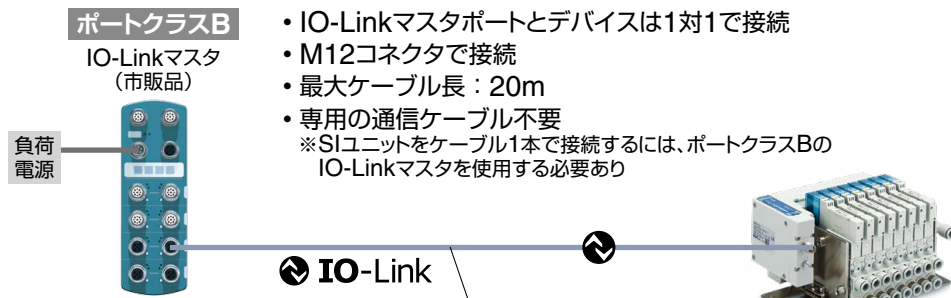 ポートクラスB
IO-Linkマスタ
(市販品)
負荷
電源
・IO-Linkマスタポートとデバイスは1対1で接続
・M12コネクタで接続
・最大ケーブル長：20m
・専用の通信ケーブル不要
※SIユニットをケーブル1本で接続するには、ポートクラスBの
IO-Linkマスタを使用する必要あり
IO-Link